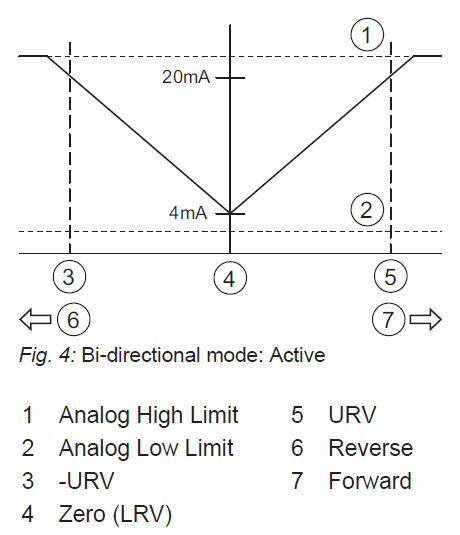 1
20mA
4mA
2
3 4 5
6 7
Fig. 4: Bi-directional mode: Active
1 Analog High Limit 5 URV
2 Analog Low Limit 6 Reverse
3 -URV 7 Forward
4 Zero (LRV)